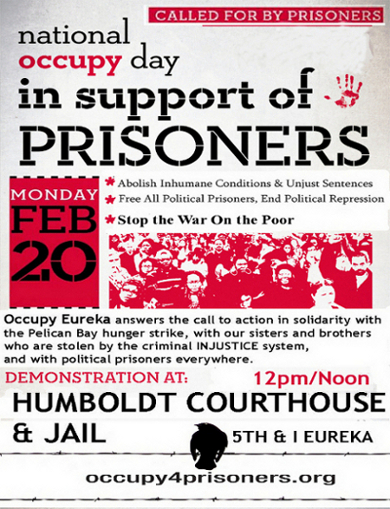 CALLED FOR BY PRISONERS
national
occupy day
in support of
PRISONERS
MONDAY
FEB
20
Abolish Inhumane Conditions & Unjust Sentences
Free All Political Prisoners, End Political Repression
Stop the War On the Poor
Occupy Eureka answers the call to action in solidarity with
the Pelican Bay hunger strike, with our sisters and brothers
who are stolen by the criminal INJUSTICE system,
and with political prisoners everywhere.
DEMONSTRATION AT: 12pm/Noon
HUMBOLDT COURTHOUSE
& JAIL 5TH & I EUREKA
occupy4prisoners.org